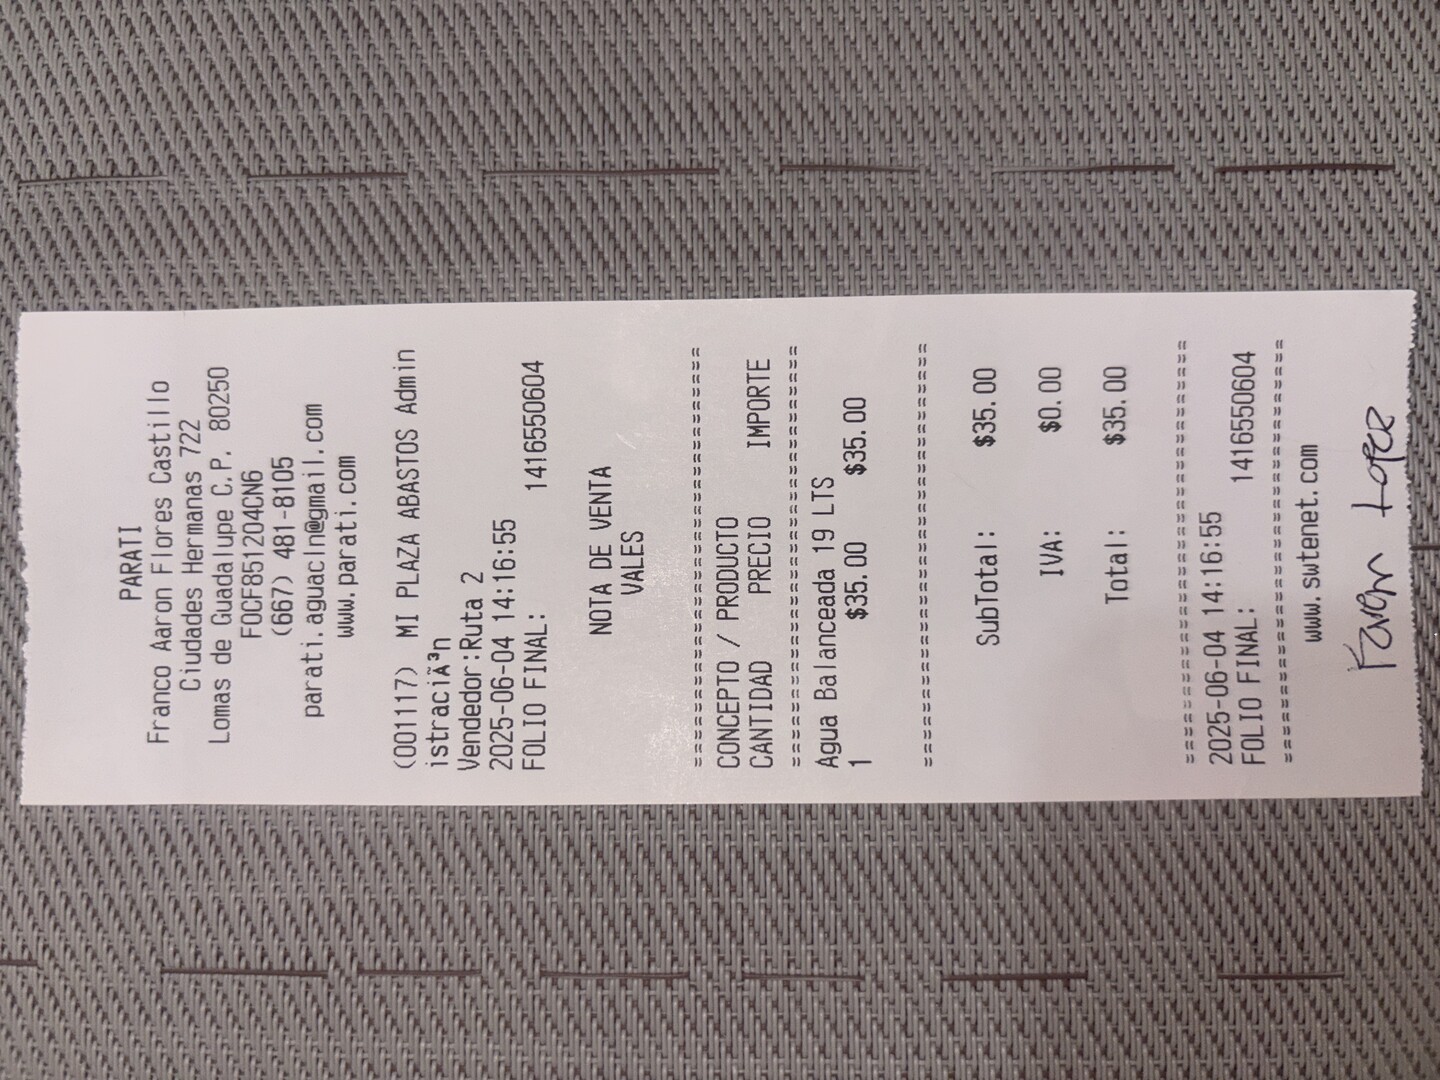 PARATI
Franco Aaron Flores Castillo
Ciudades Hermanas 722
Lomas de Guadalupe C.P. 80250
FOCF851204CN6
(667) 481-8105
parati.aguacln@gmail.com
www.parati.com
(001117) MI PLAZA ABASTOS Admin
istraciÃ³n
Vendedor:Ruta 2
2025-06-04 14:16:55
FOLIO FINAL: 1416550604
NOTA DE VENTA
VALES
================================
CONCEPTO / PRODUCTO
CANTIDAD PRECIO IMPORTE
================================
Agua Balanceada 19 LTS
1 $35.00 $35.00
================================
SubTotal: $35.00
IVA: $0.00
Total: $35.00
================================
2025-06-04 14:16:55
FOLIO FINAL: 1416550604
================================
www.swtenet.com
Karen Lopez